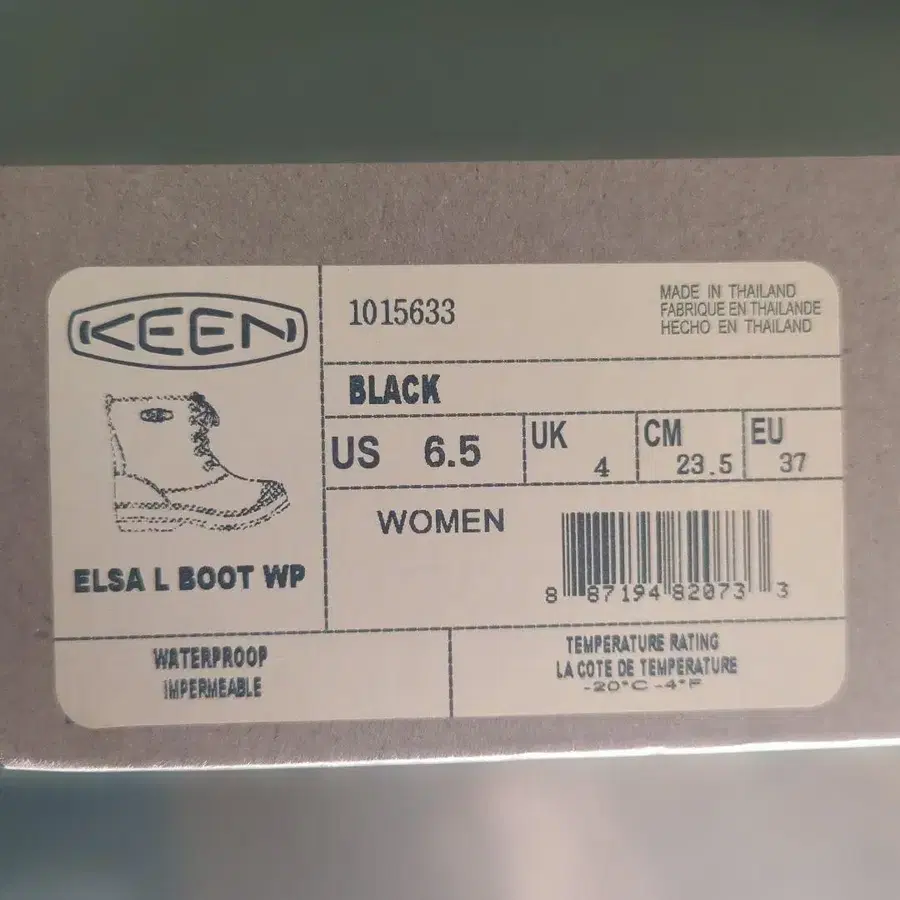 KEEN
1015633
MADE IN THAILAND
FABRIQUE EN THAILANDE
HECHO EN THAILAND
BLACK
US 6.5
UK 4
CM 23.5
EU 37
WOMEN
ELSA L BOOT WP
8 87194 82073 3
WATERPROOF
IMPERMEABLE
TEMPERATURE RATING
LA COTE DE TEMPERATURE
-20°C -4°F